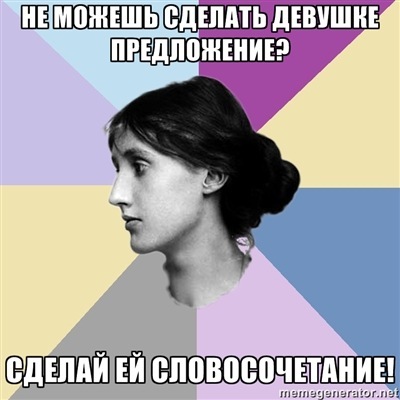 НЕ МОЖЕШЬ СДЕЛАТЬ ДЕВУШКЕ
ПРЕДЛОЖЕНИЕ?
СДЕЛАЙ ЕЙ СЛОВОСОЧЕТАНИЕ!
memegenerator.net